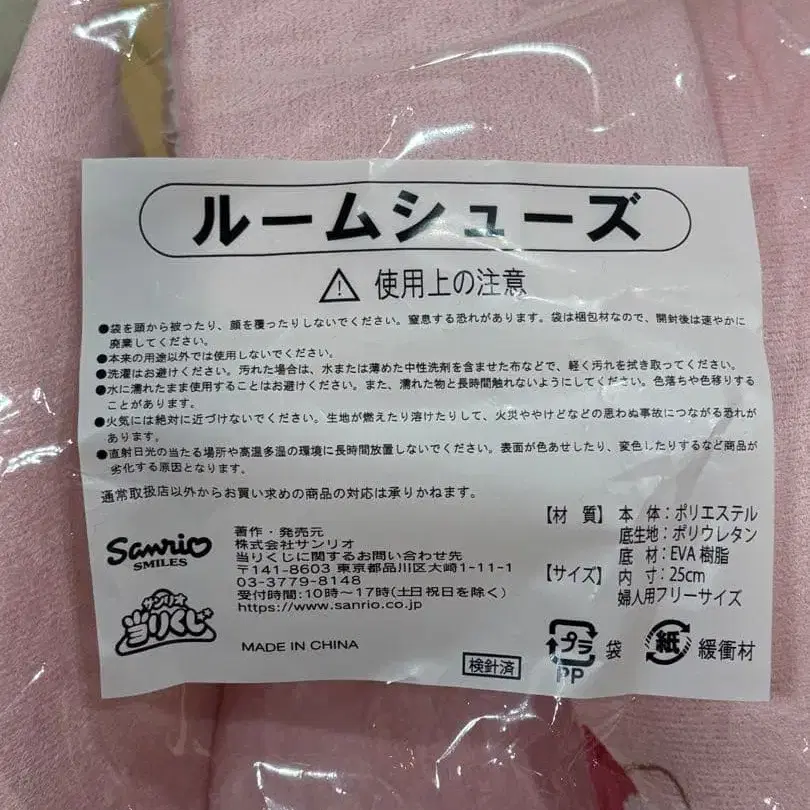 ルームシューズ
使用上の注意
●袋を頭から被ったり、顔を覆ったりしないでください。窒息する恐れがあります。袋は梱包材なので、開封後は速やかに
廃棄してください。
●本来の用途以外では使用しないでください。
●洗濯はお避けください。汚れた場合は、水または薄めた中性洗剤を含ませた布などで、軽く汚れを拭き取ってください。
●水に濡れたまま使用することはお避けください。また、濡れた物と長時間触れないようにしてください。色落ちや色移りする
ことがあります。
●火気には絶対に近づけないでください。生地が燃えたり溶けたりして、火災ややけどなどの思わぬ事故につながる恐れが
あります。
●直射日光の当たる場所や高温多湿の環境に長時間放置しないでください。表面が色あせしたり、変色したりするなど商品が
劣化する原因となります。
通常取扱店以外からお買い求めの商品の対応は承りかねます。
Sanrio
SMILES
サンリオ
当りくじ
著作・発売元
株式会社サンリオ
当りくじに関するお問い合わせ先
〒141-8603 東京都品川区大崎1-11-1
03-3779-8148
受付時間:10時～17時(土日祝日を除く)
https://www.sanrio.co.jp
MADE IN CHINA
検針済
【材 質】 本 体:ポリエステル
底生地:ポリウレタン
底 材:EVA 樹脂
【サイズ】 内 寸:25cm
婦人用フリーサイズ
プラ 袋
PP
紙 緩衝材